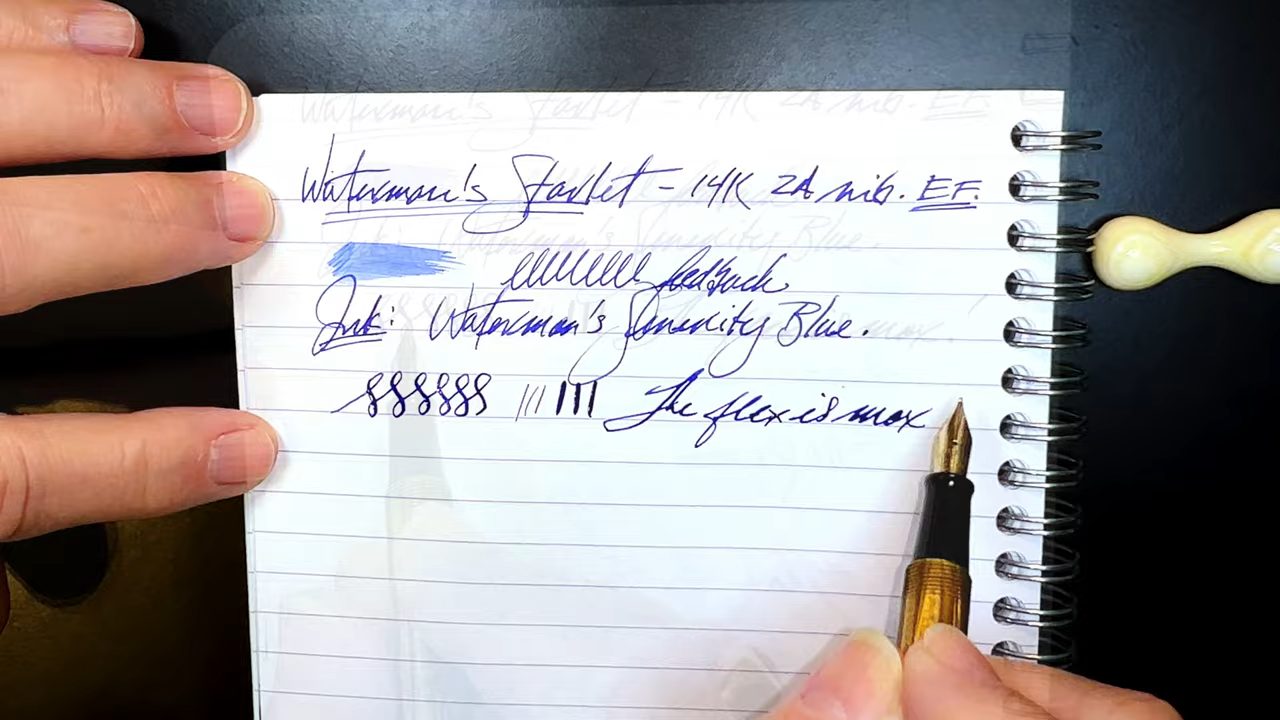 Waterman's Starlet - 14K 2A nib. EF.
feedback
Ink: Waterman's Serenity Blue.
The flex is max